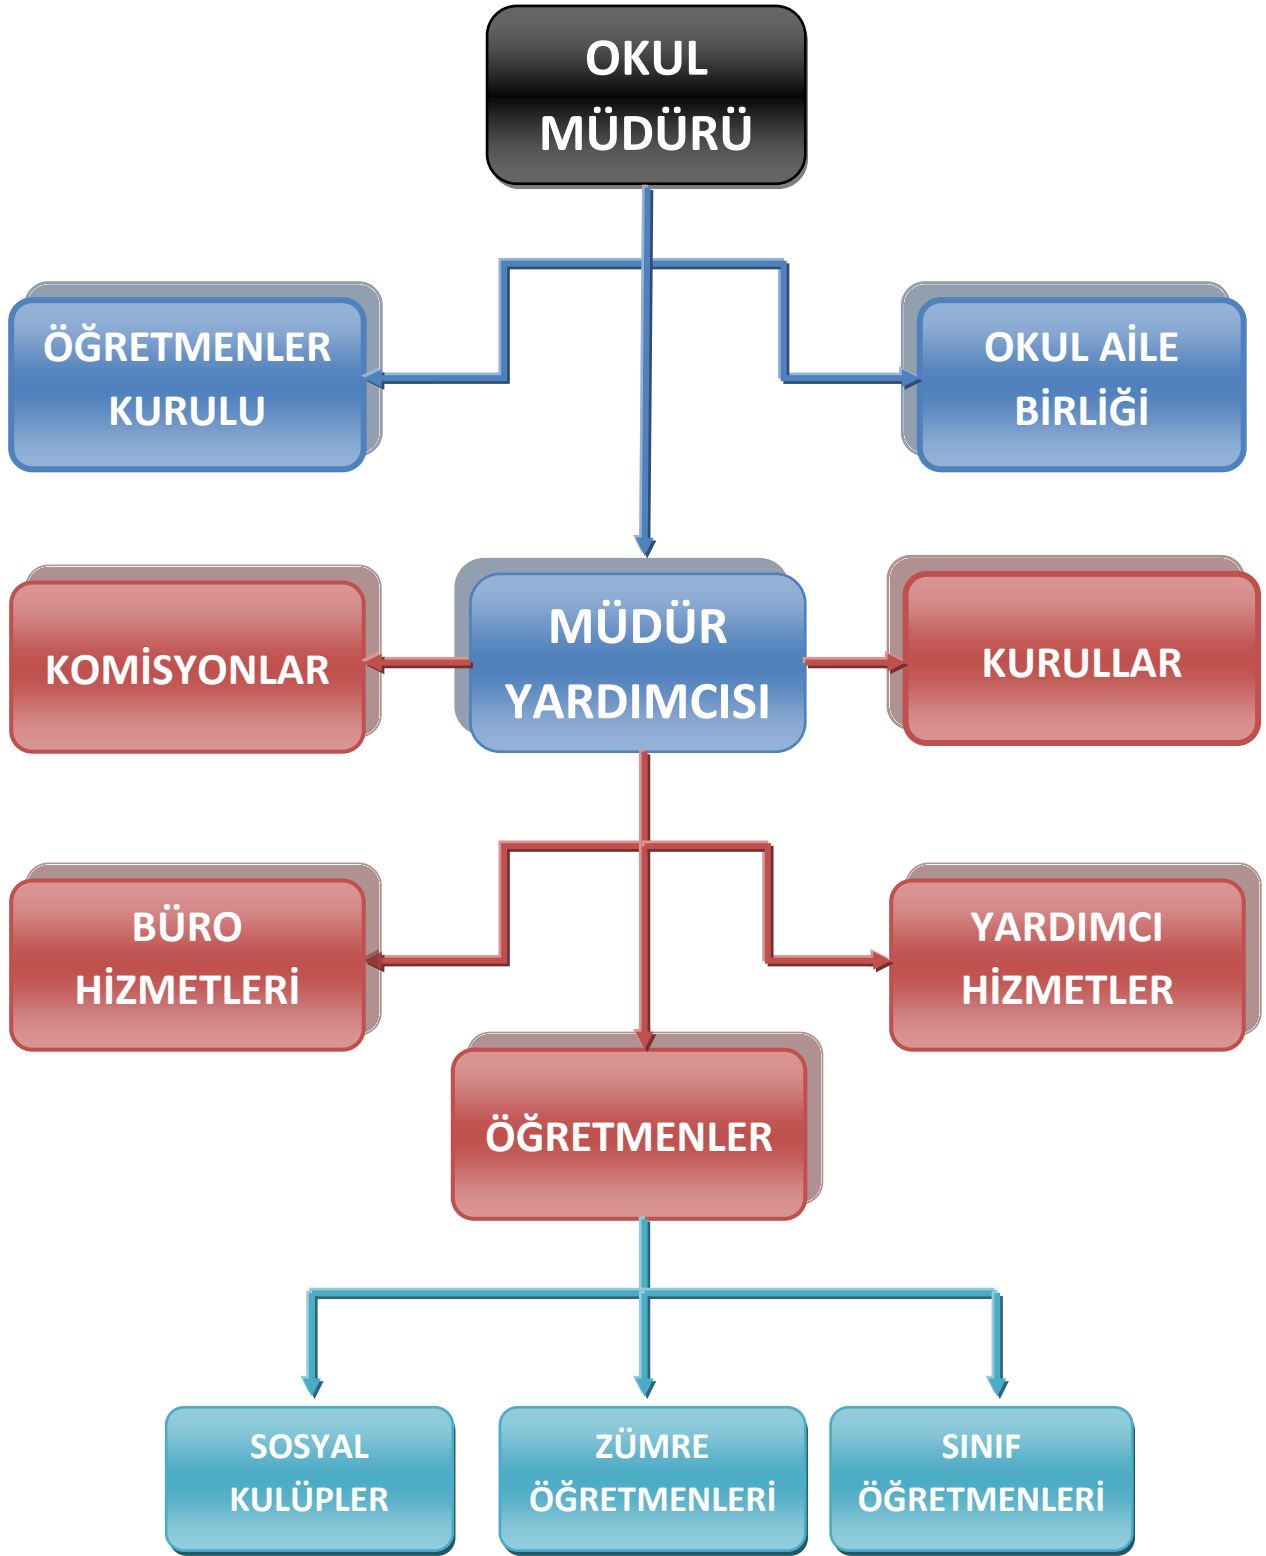 OKUL
MÜDÜRÜ
ÖĞRETMENLER
KURULU
OKUL AİLE
BİRLİĞİ
KOMİSYONLAR
MÜDÜR
YARDIMCISI
KURULLAR
BÜRO
HİZMETLERİ
YARDIMCI
HİZMETLER
ÖĞRETMENLER
SOSYAL
KULÜPLER
ZÜMRE
ÖĞRETMENLERİ
SINIF
ÖĞRETMENLERİ